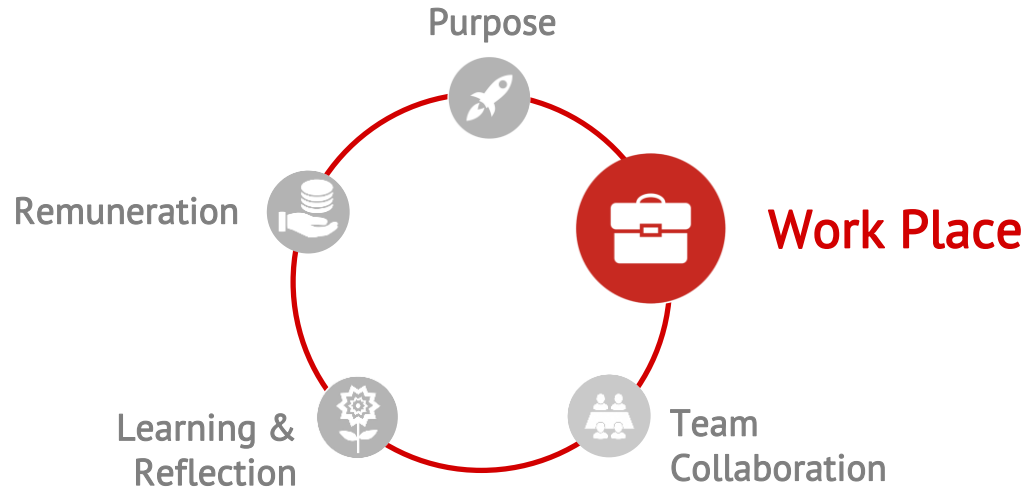 Purpose
Remuneration
Work Place
Learning &
Reflection
Team
Collaboration